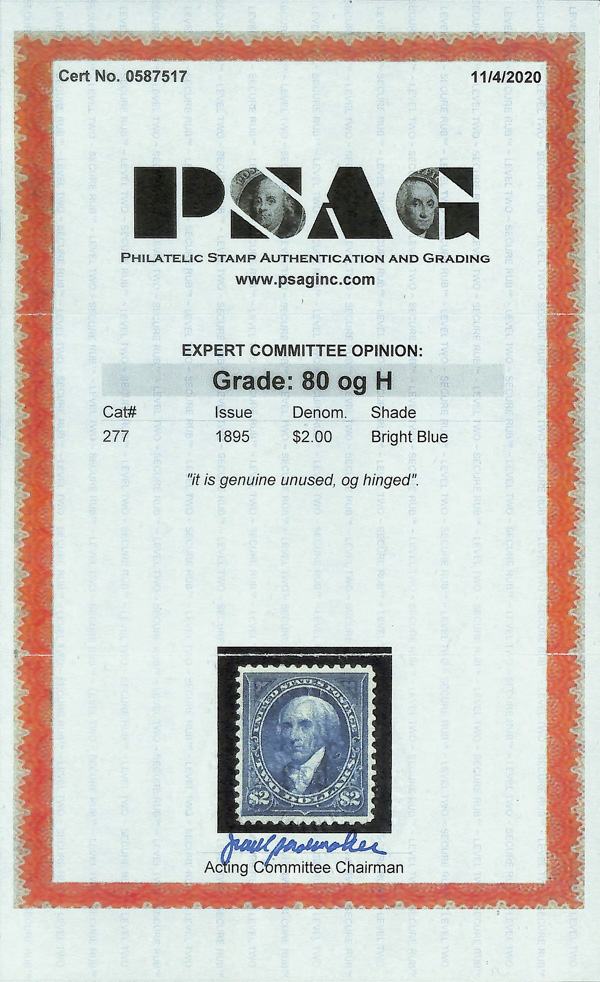 Cert No. 0587517 11/4/2020
PSAG
PHILATELIC STAMP AUTHENTICATION AND GRADING
www.psaginc.com
EXPERT COMMITTEE OPINION:
Grade: 80 og H
Cat# Issue Denom. Shade
277 1895 $2.00 Bright Blue
"it is genuine unused, og hinged".
UNITED STATES POSTAGE
$2 TWO DOLLARS $2
Acting Committee Chairman